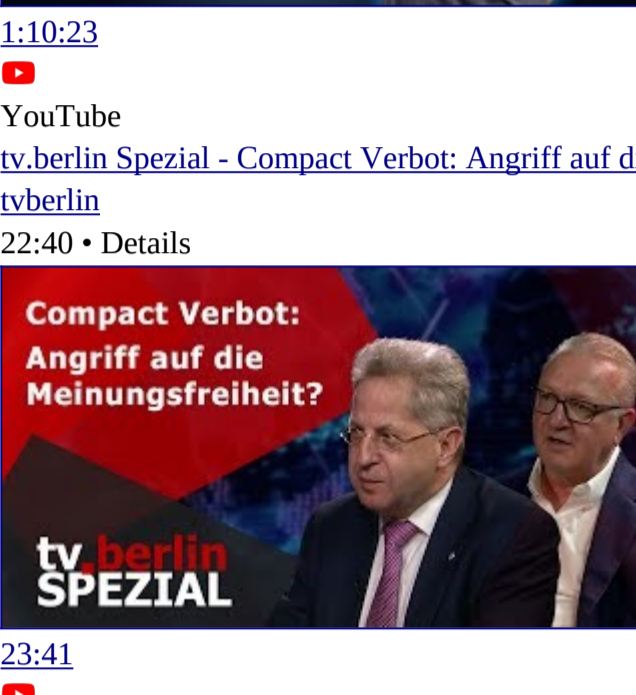 1:10:23
YouTube
tv.berlin Spezial - Compact Verbot: Angriff auf d
tvberlin
22:40 • Details
Compact Verbot:
Angriff auf die
Meinungsfreiheit?
tv.berlin
SPEZIAL
23:41